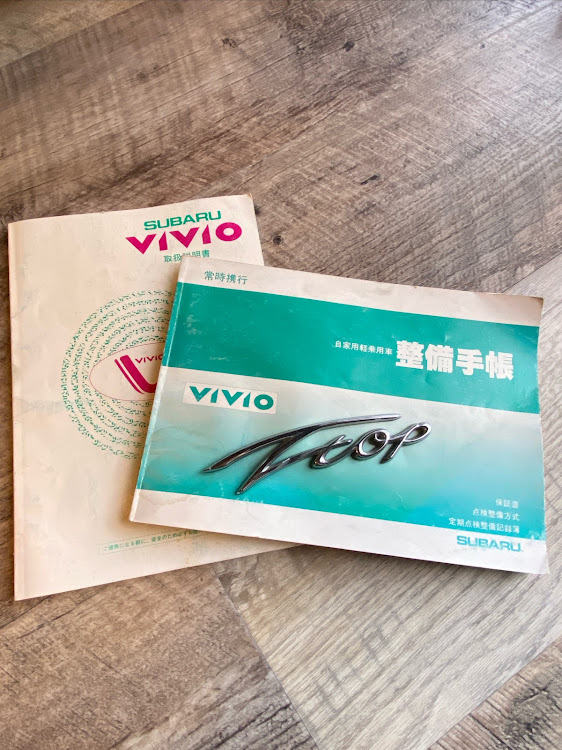 SUBARU
VIVIO
取扱説明書
VIVIO
常時携行
自家用軽乗用車 整備手帳
VIVIO
Ttop
保証書
点検整備方式
定期点検整備記録簿
SUBARU